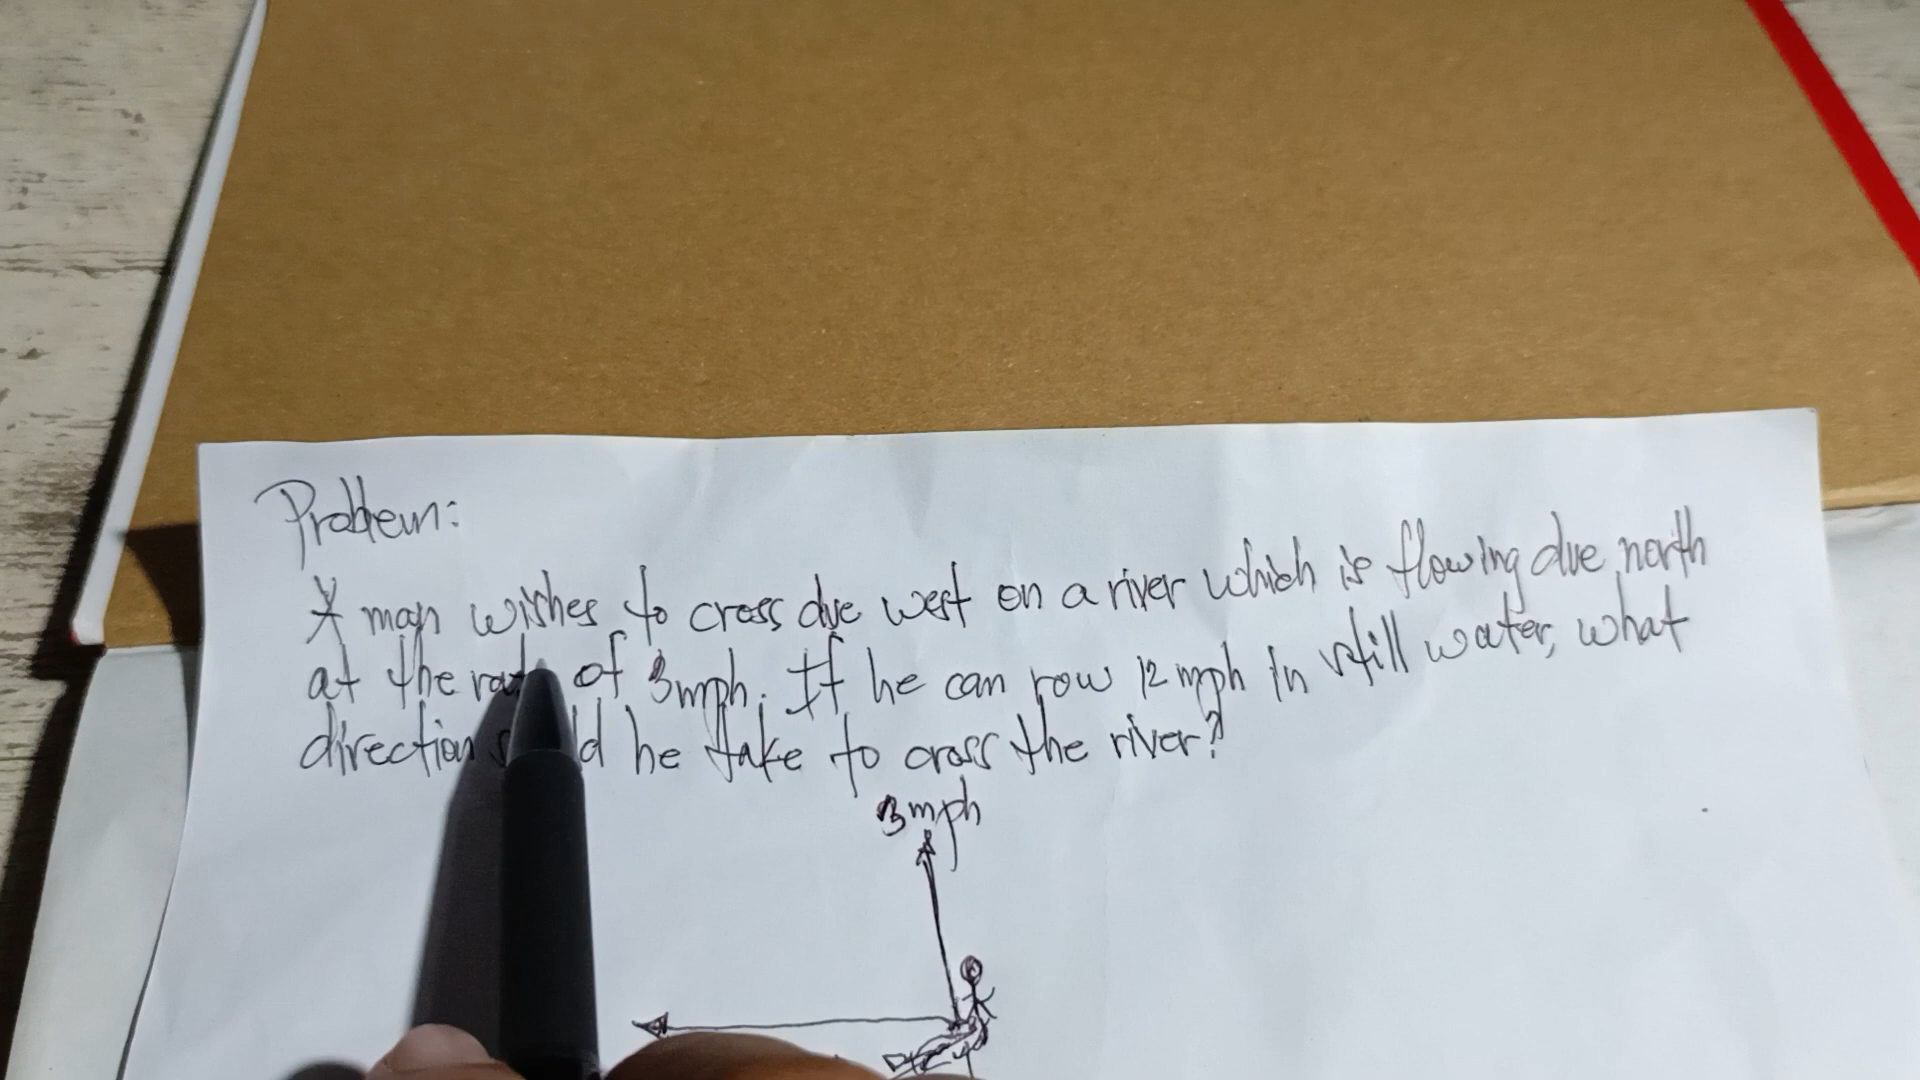 Problem:
A man wishes to cross due west on a river which is flowing due north
at the of 3mph. If he can row 12 mph in still water, what
direction he take to cross the river?
3mph